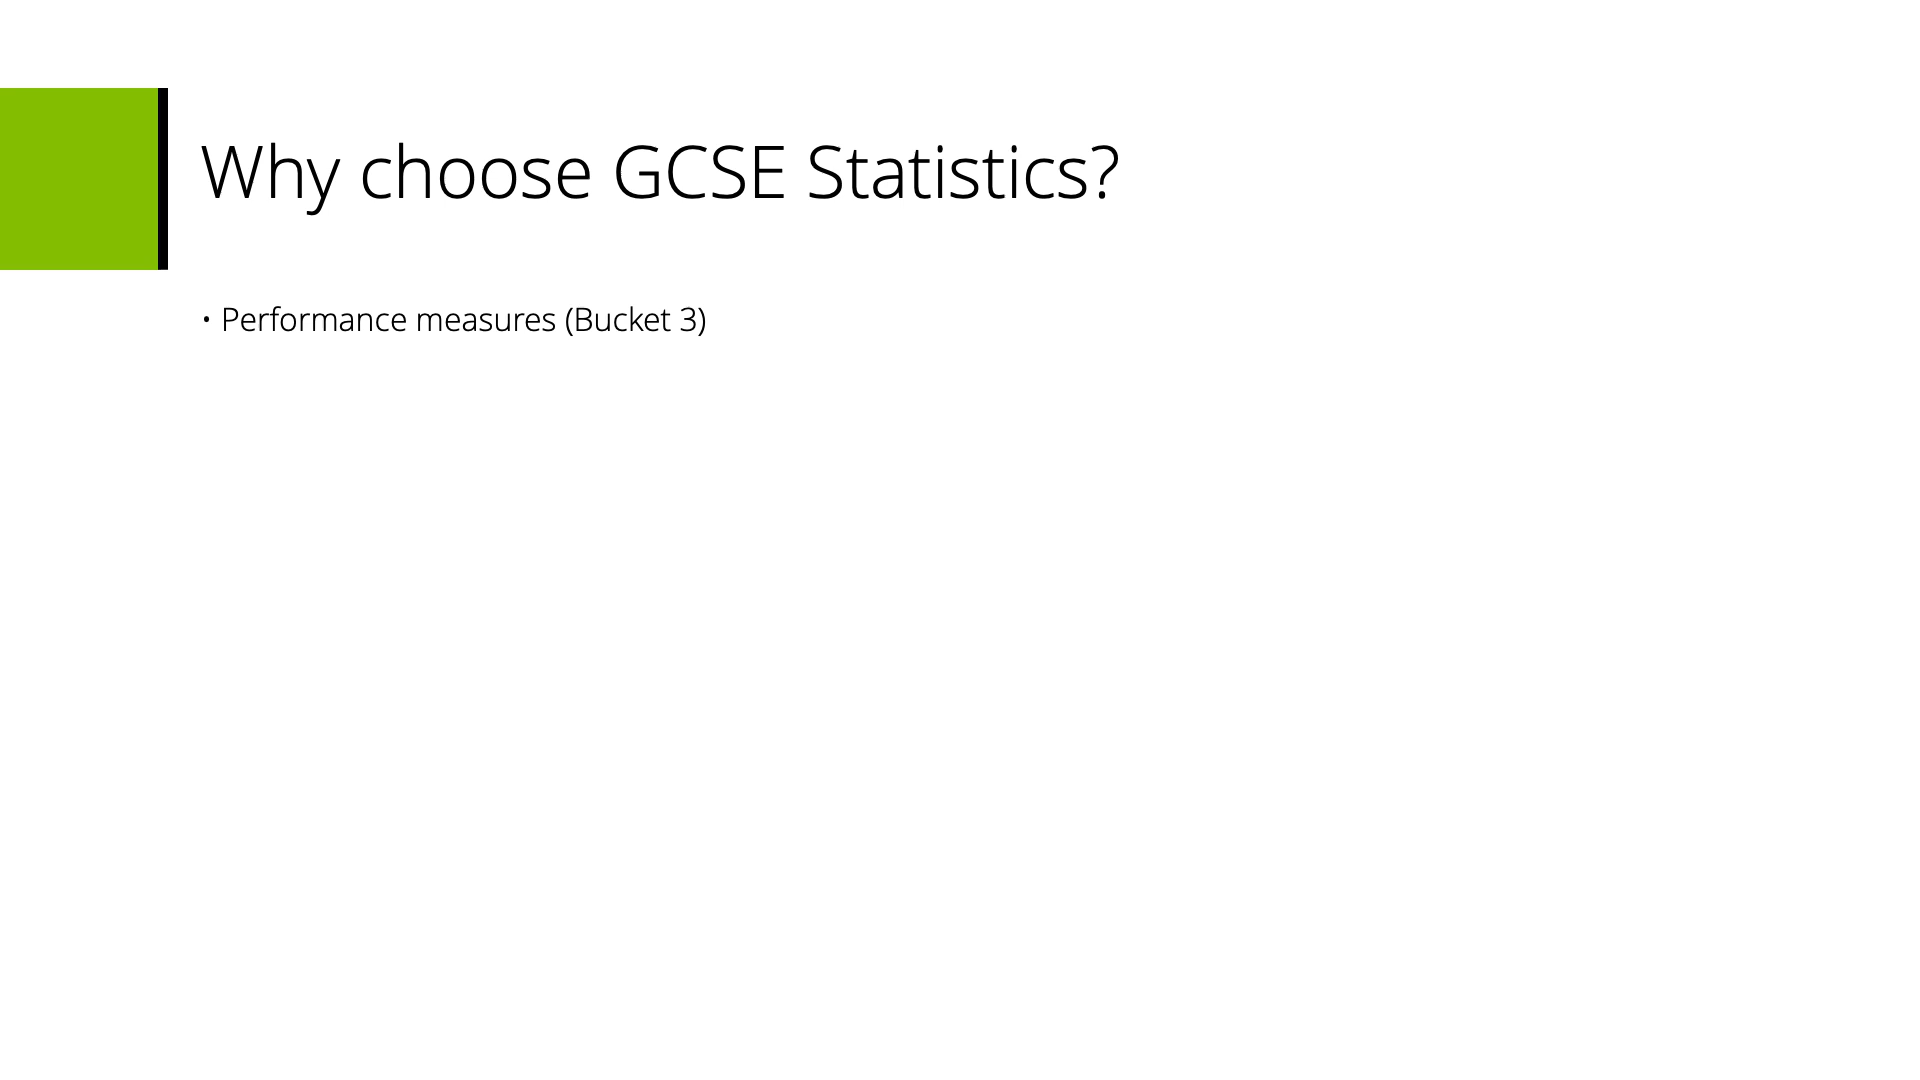 Why choose GCSE Statistics?
• Performance measures (Bucket 3)